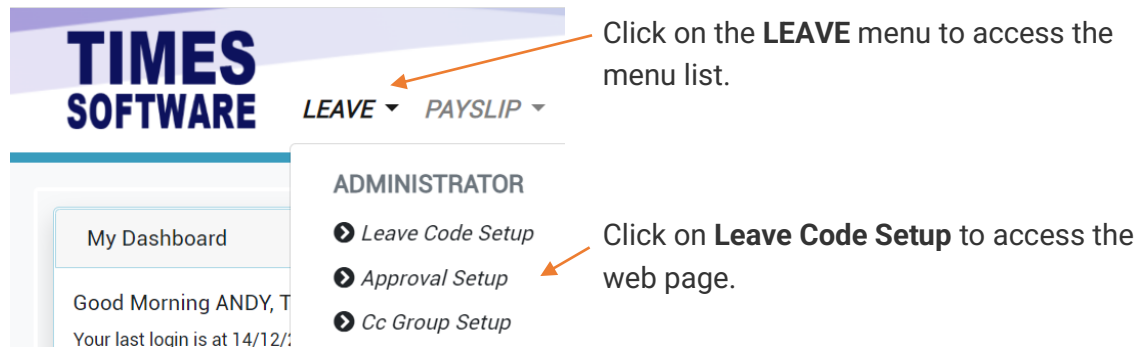 TIMES
SOFTWARE
LEAVE
PAYSLIP
Click on the LEAVE menu to access the
menu list.
ADMINISTRATOR
Leave Code Setup
Approval Setup
Cc Group Setup
Click on Leave Code Setup to access the
web page.
My Dashboard
Good Morning ANDY, T
Your last login is at 14/12/